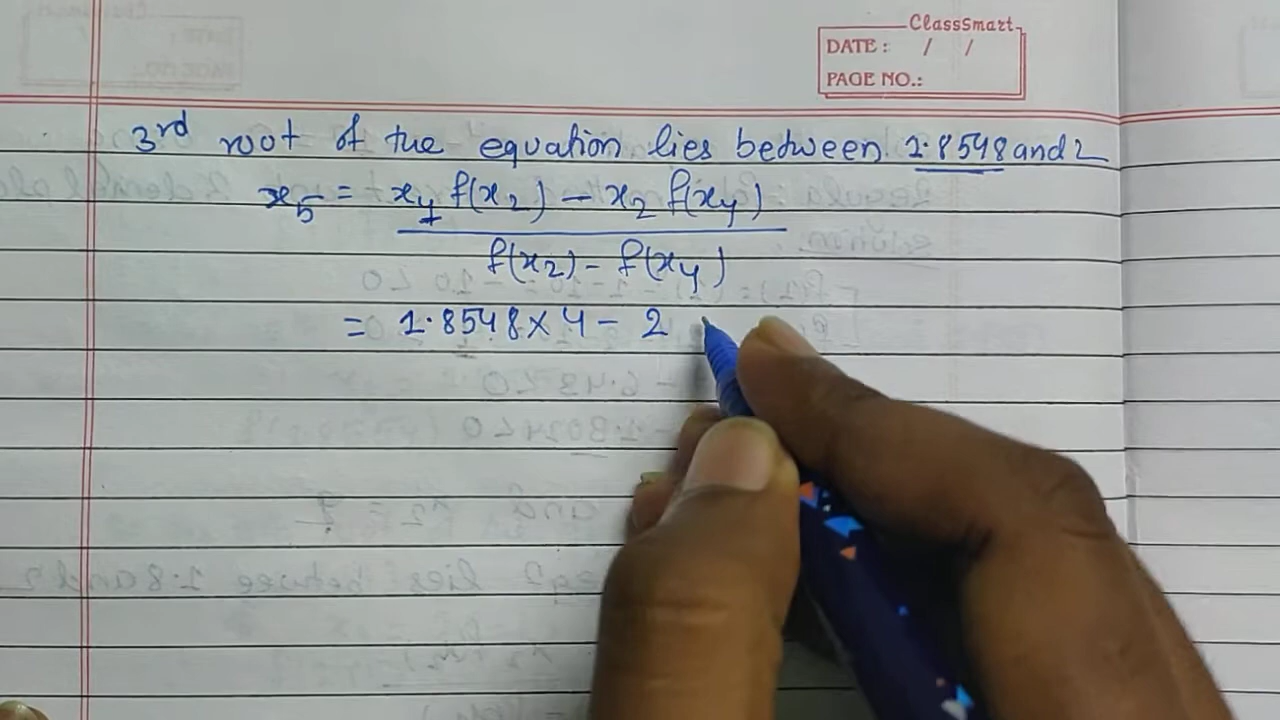 ClassSmart
DATE : / /
PAGE NO.:
3rd root of the equation lies between 1.8548 and 2
x5 = x4 f(x2) - x2 f(x4)
f(x2) - f(x4)
= 1.8548 × 4 - 2